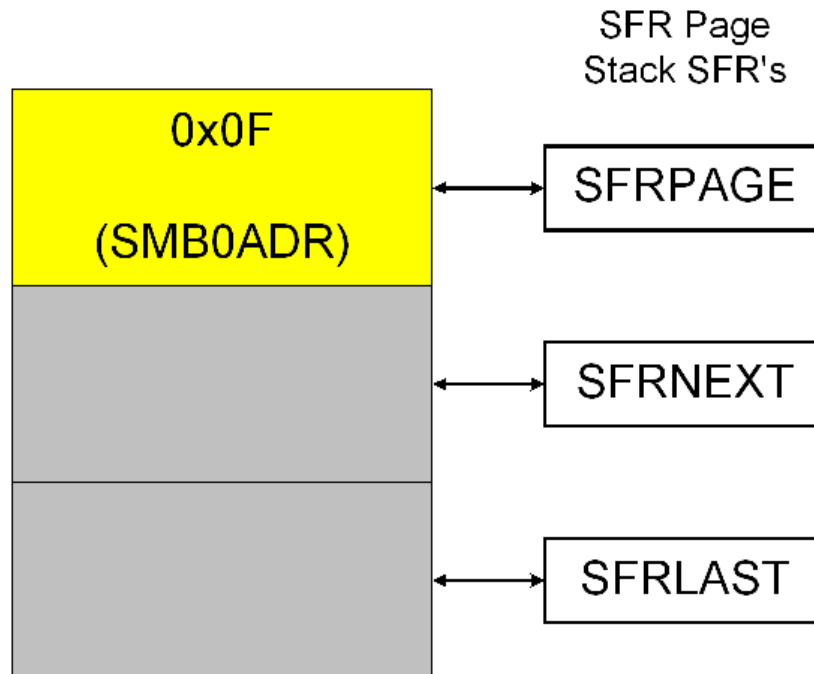 SFR Page
Stack SFR's
0x0F
(SMB0ADR)
SFRPAGE
SFRNEXT
SFRLAST